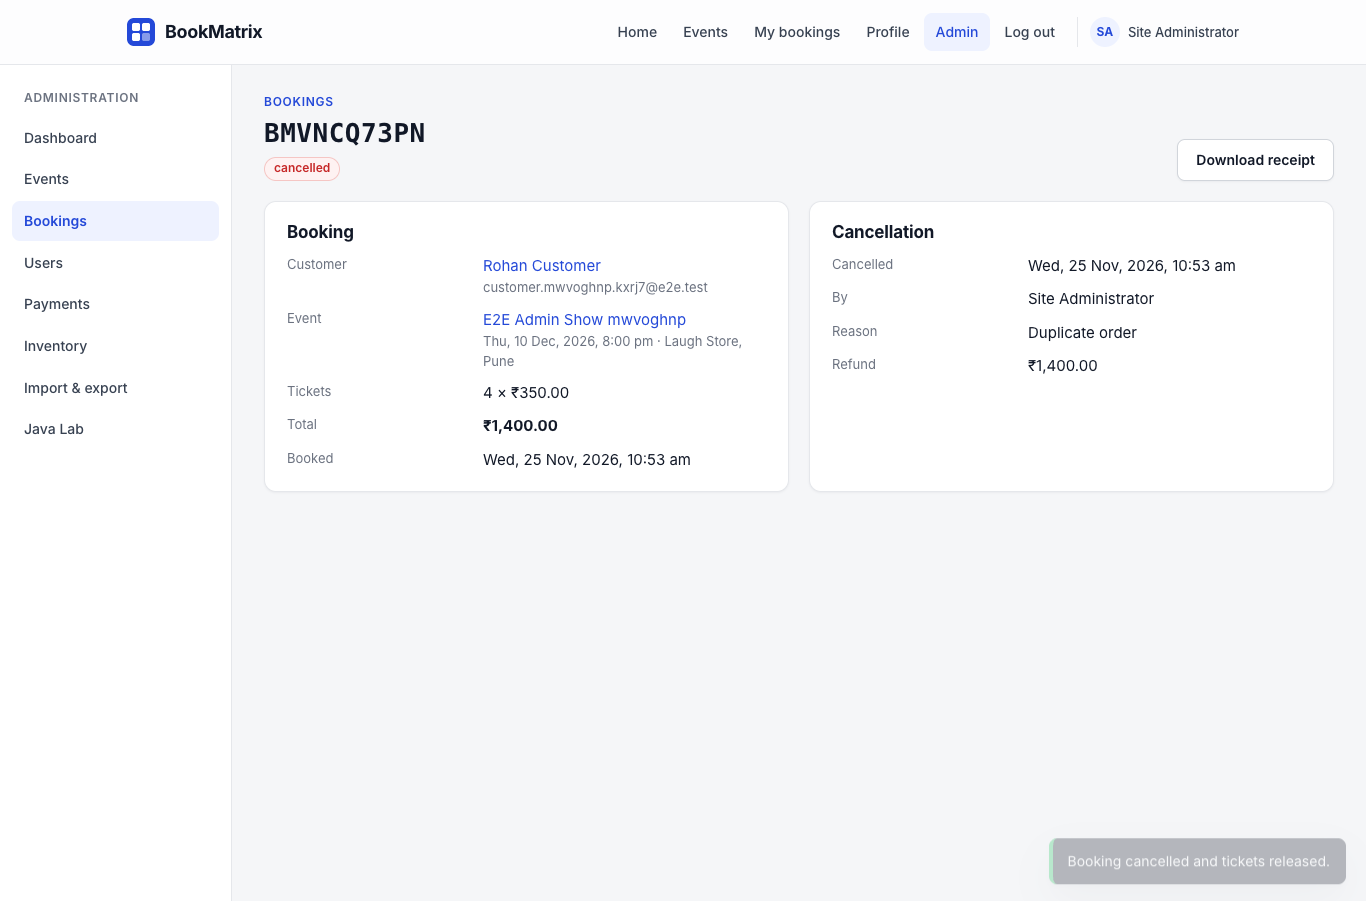 BookMatrix
Home
Events
My bookings
Profile
Admin
Log out
SA
Site Administrator
ADMINISTRATION
Dashboard
Events
Bookings
Users
Payments
Inventory
Import & export
Java Lab
BOOKINGS
BMVNCQ73PN
cancelled
Download receipt
Booking
Customer
Rohan Customer
customer.mwvoghnp.kxrj7@e2e.test
Event
E2E Admin Show mwvoghnp
Thu, 10 Dec, 2026, 8:00 pm · Laugh Store,
Pune
Tickets
4 × ₹350.00
Total
₹1,400.00
Booked
Wed, 25 Nov, 2026, 10:53 am
Cancellation
Cancelled
Wed, 25 Nov, 2026, 10:53 am
By
Site Administrator
Reason
Duplicate order
Refund
₹1,400.00
Booking cancelled and tickets released.